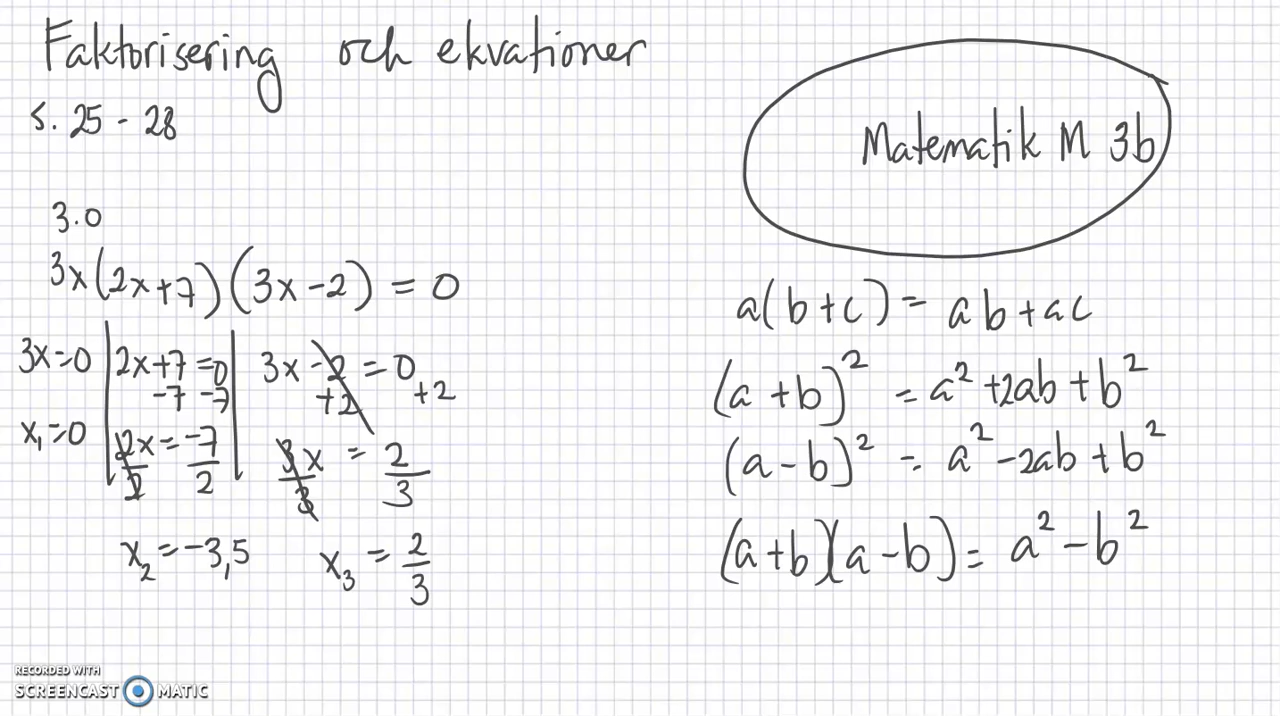 Faktorisering och ekvationer
s. 25 - 28
Matematik M 3b
3.0
3x(2x+7)(3x-2) = 0
3x=0
x₁=0
2x+7=0
-7 -7
2x/2 = -7/2
x₂ = -3,5
3x-2=0
+2 +2
3x/3 = 2/3
x₃ = 2/3
a(b+c) = ab+ac
(a+b)² = a²+2ab+b²
(a-b)² = a²-2ab+b²
(a+b)(a-b) = a²-b²
RECORDED WITH
SCREENCAST MATIC